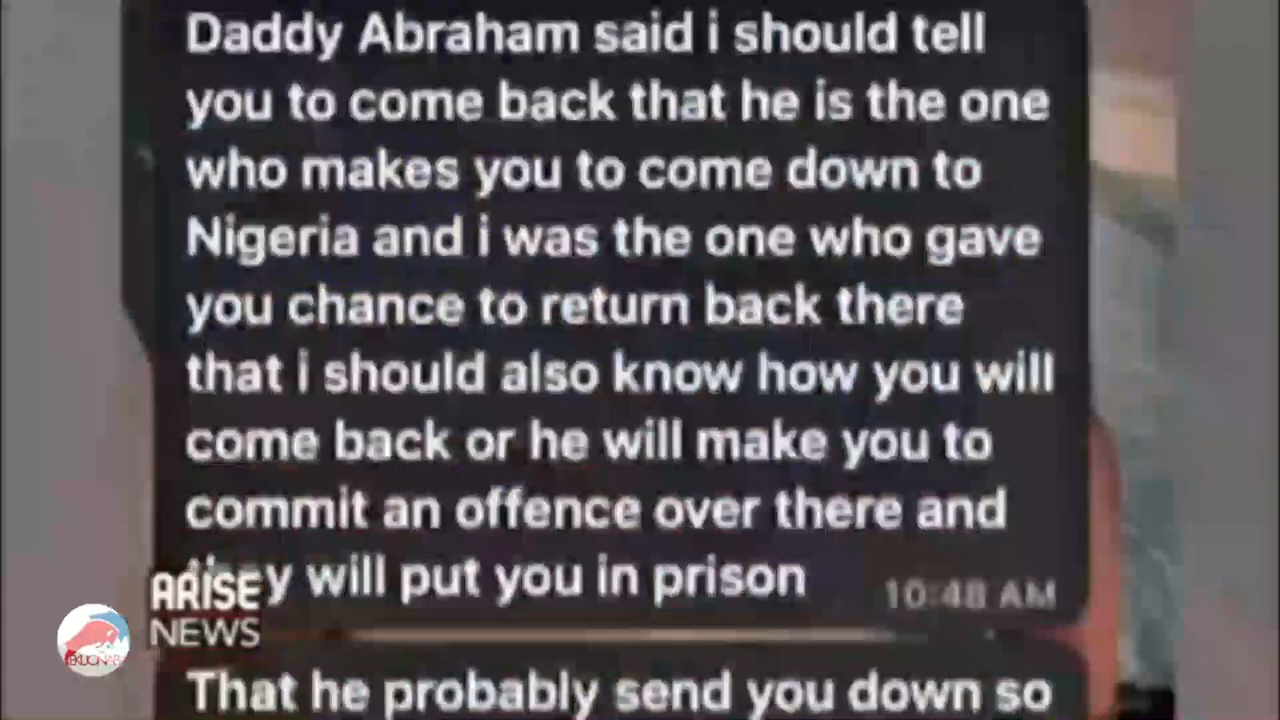 Daddy Abraham said i should tell
you to come back that he is the one
who makes you to come down to
Nigeria and i was the one who gave
you chance to return back there
that i should also know how you will
come back or he will make you to
commit an offence over there and
they will put you in prison
10:48 AM
ARISE
NEWS
That he probably send you down so